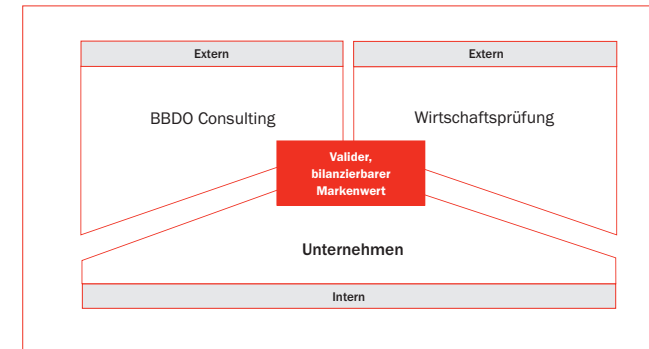 Extern
Extern
BBDO Consulting
Wirtschaftsprüfung
Valider,
bilanzierbarer
Markenwert
Unternehmen
Intern